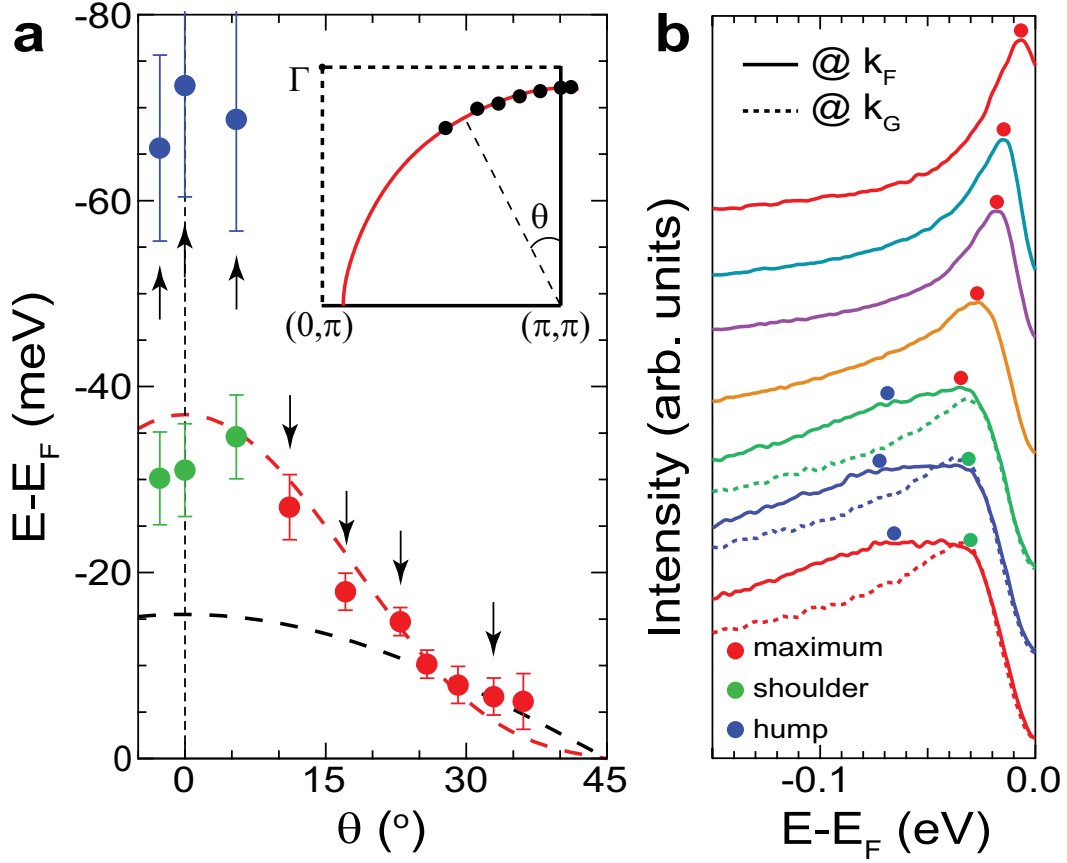 a
-80
-60
-40
-20
0
E-E_F (meV)
0
15
30
45
θ (°)
Γ
θ
(0,π)
(π,π)
b
@ k_F
@ k_G
Intensity (arb. units)
maximum
shoulder
hump
-0.1
0.0
E-E_F (eV)